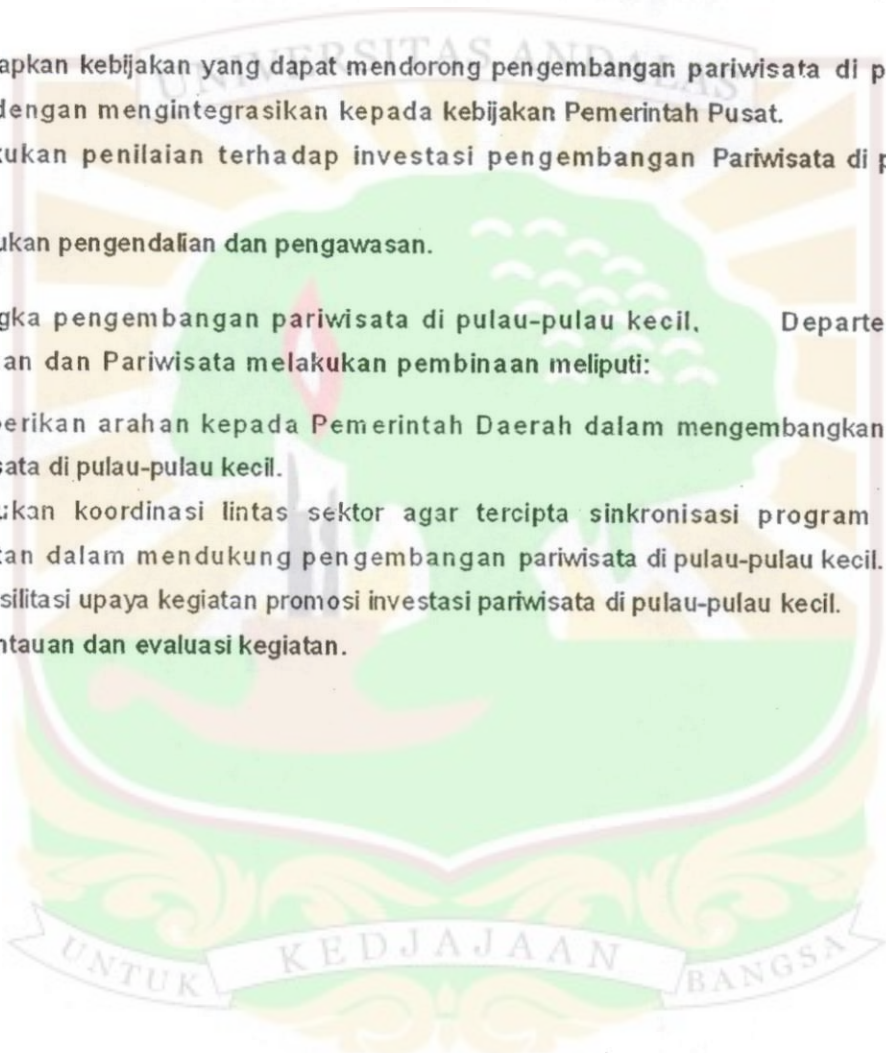 UNIVERSITAS ANDALAS
apkan kebijakan yang dapat mendorong pengembangan pariwisata di p
dengan mengintegrasikan kepada kebijakan Pemerintah Pusat.
kukan penilaian terhadap investasi pengembangan Pariwisata di p
ukan pengendalian dan pengawasan.
gka pengembangan pariwisata di pulau-pulau kecil, Departe
an dan Pariwisata melakukan pembinaan meliputi:
erikan arahan kepada Pemerintah Daerah dalam mengembangkan
sata di pulau-pulau kecil.
ukan koordinasi lintas sektor agar tercipta sinkronisasi program
tan dalam mendukung pengembangan pariwisata di pulau-pulau kecil.
silitasi upaya kegiatan promosi investasi pariwisata di pulau-pulau kecil.
ntauan dan evaluasi kegiatan.
UNTUK KEDJAJAAN BANGSA